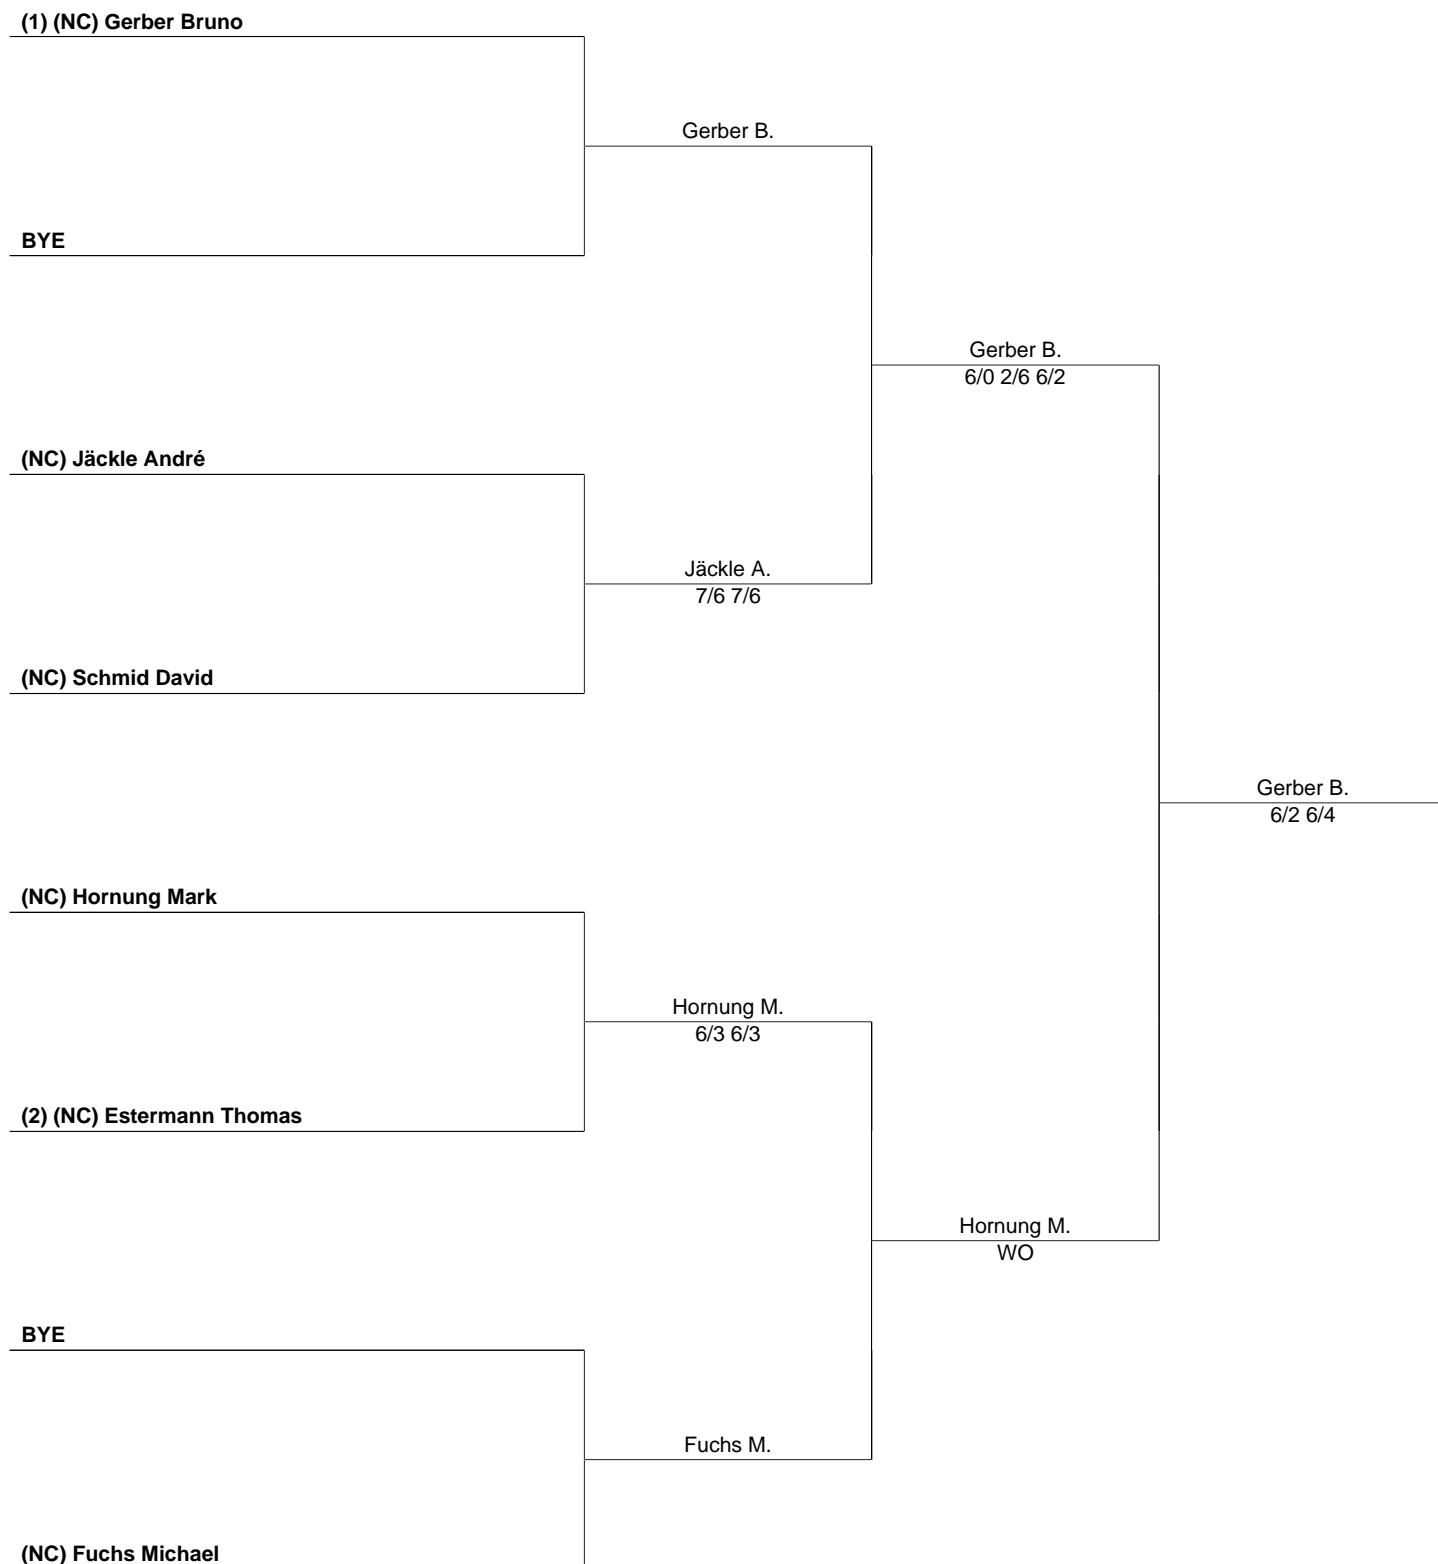 (1) (NC) Gerber Bruno
Gerber B.
BYE
Gerber B.
6/0 2/6 6/2
(NC) Jäckle André
Jäckle A.
7/6 7/6
(NC) Schmid David
Gerber B.
6/2 6/4
(NC) Hornung Mark
Hornung M.
6/3 6/3
(2) (NC) Estermann Thomas
Hornung M.
WO
BYE
Fuchs M.
(NC) Fuchs Michael